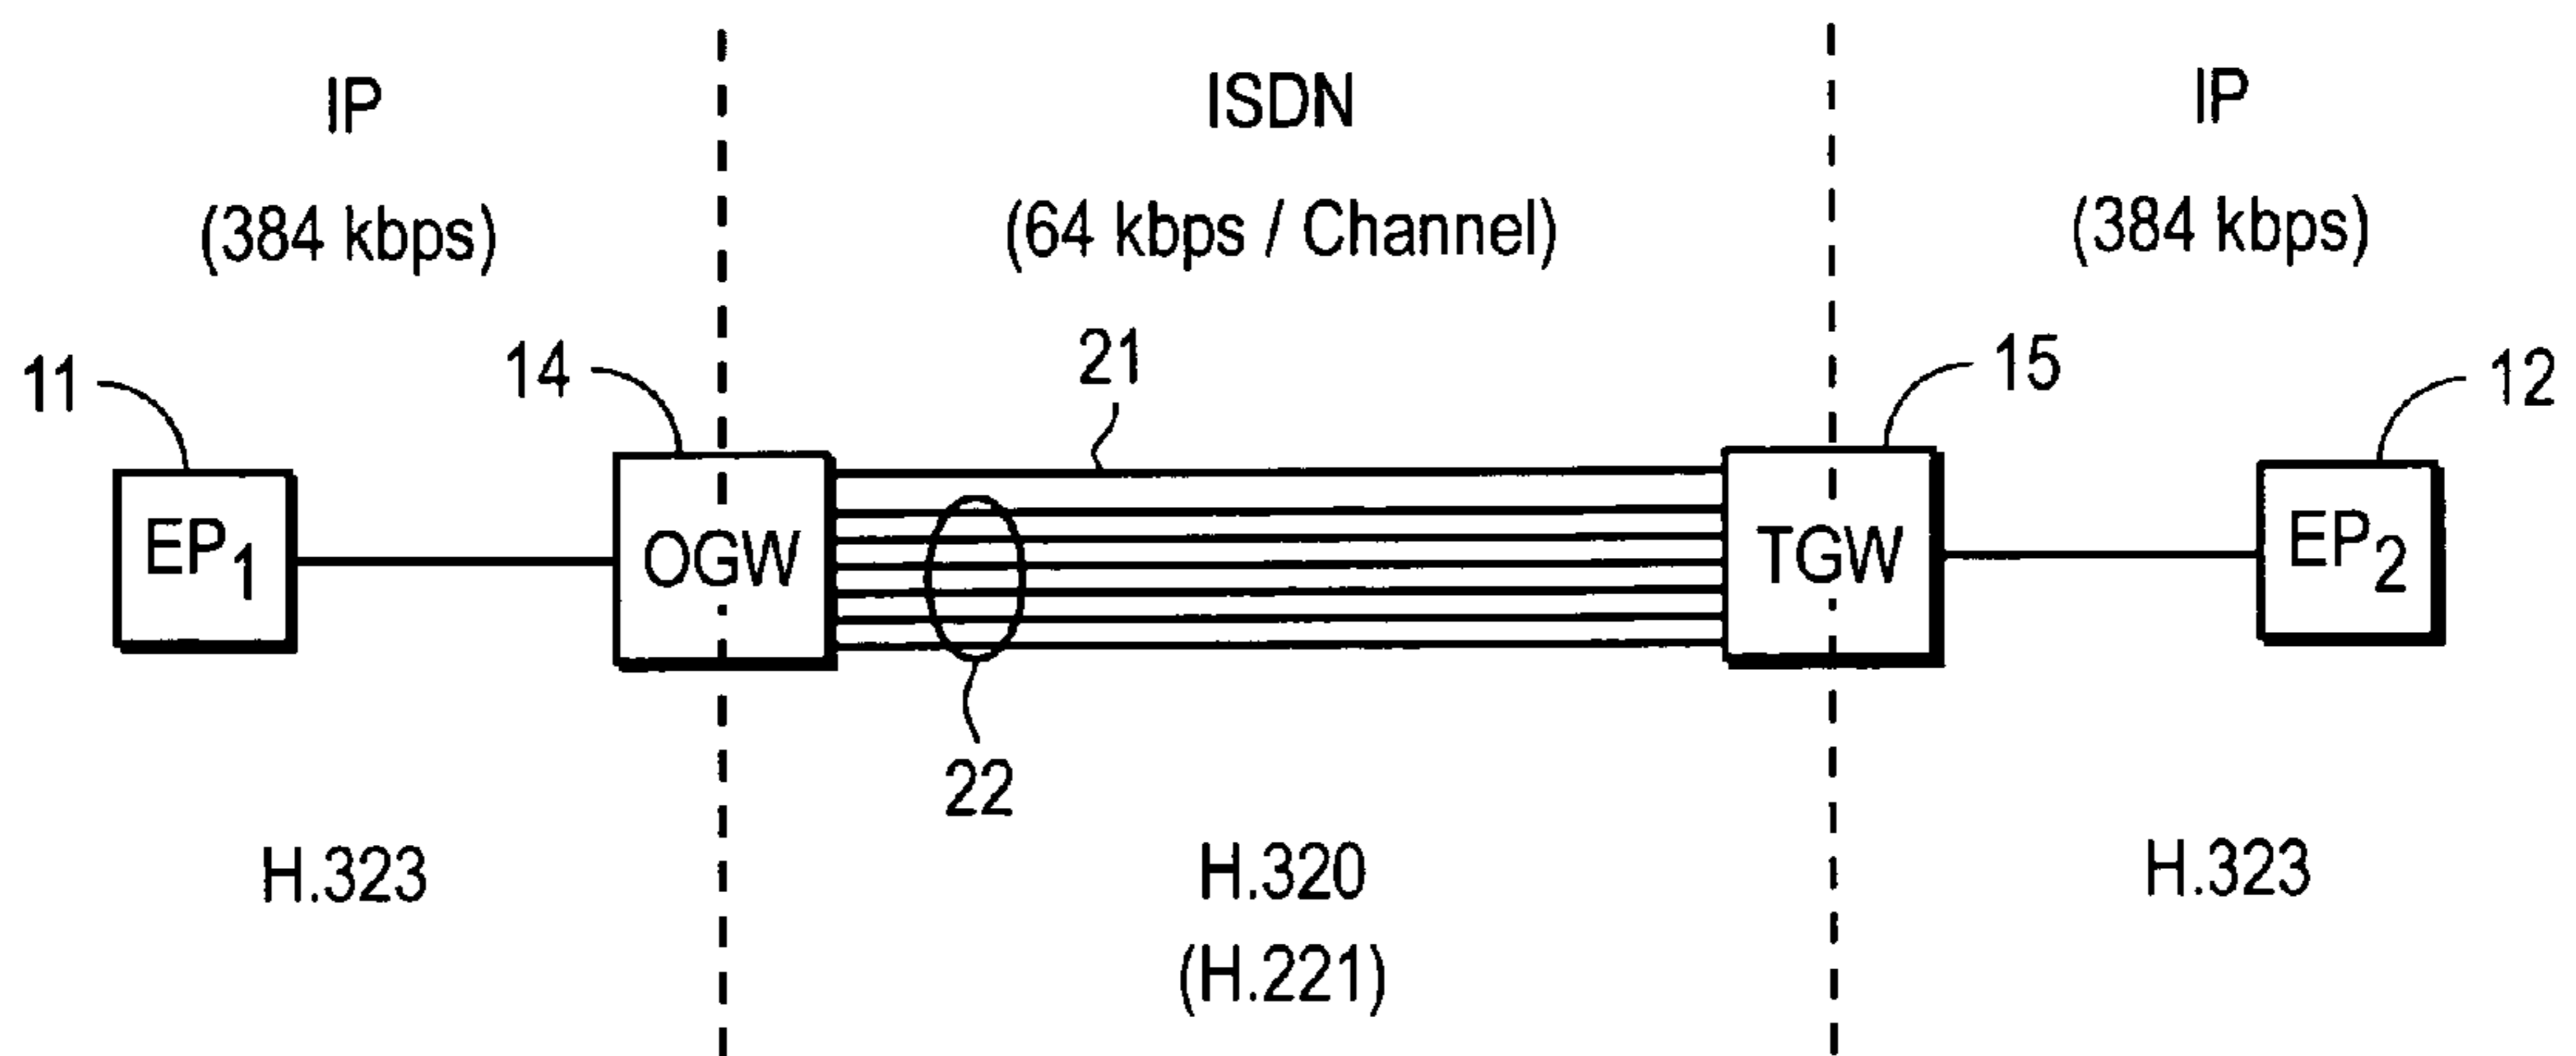 IP
ISDN
IP
(384 kbps)
(64 kbps / Channel)
(384 kbps)
11
14
21
15
12
EP1
OGW
TGW
EP2
22
H.323
H.320
H.323
(H.221)